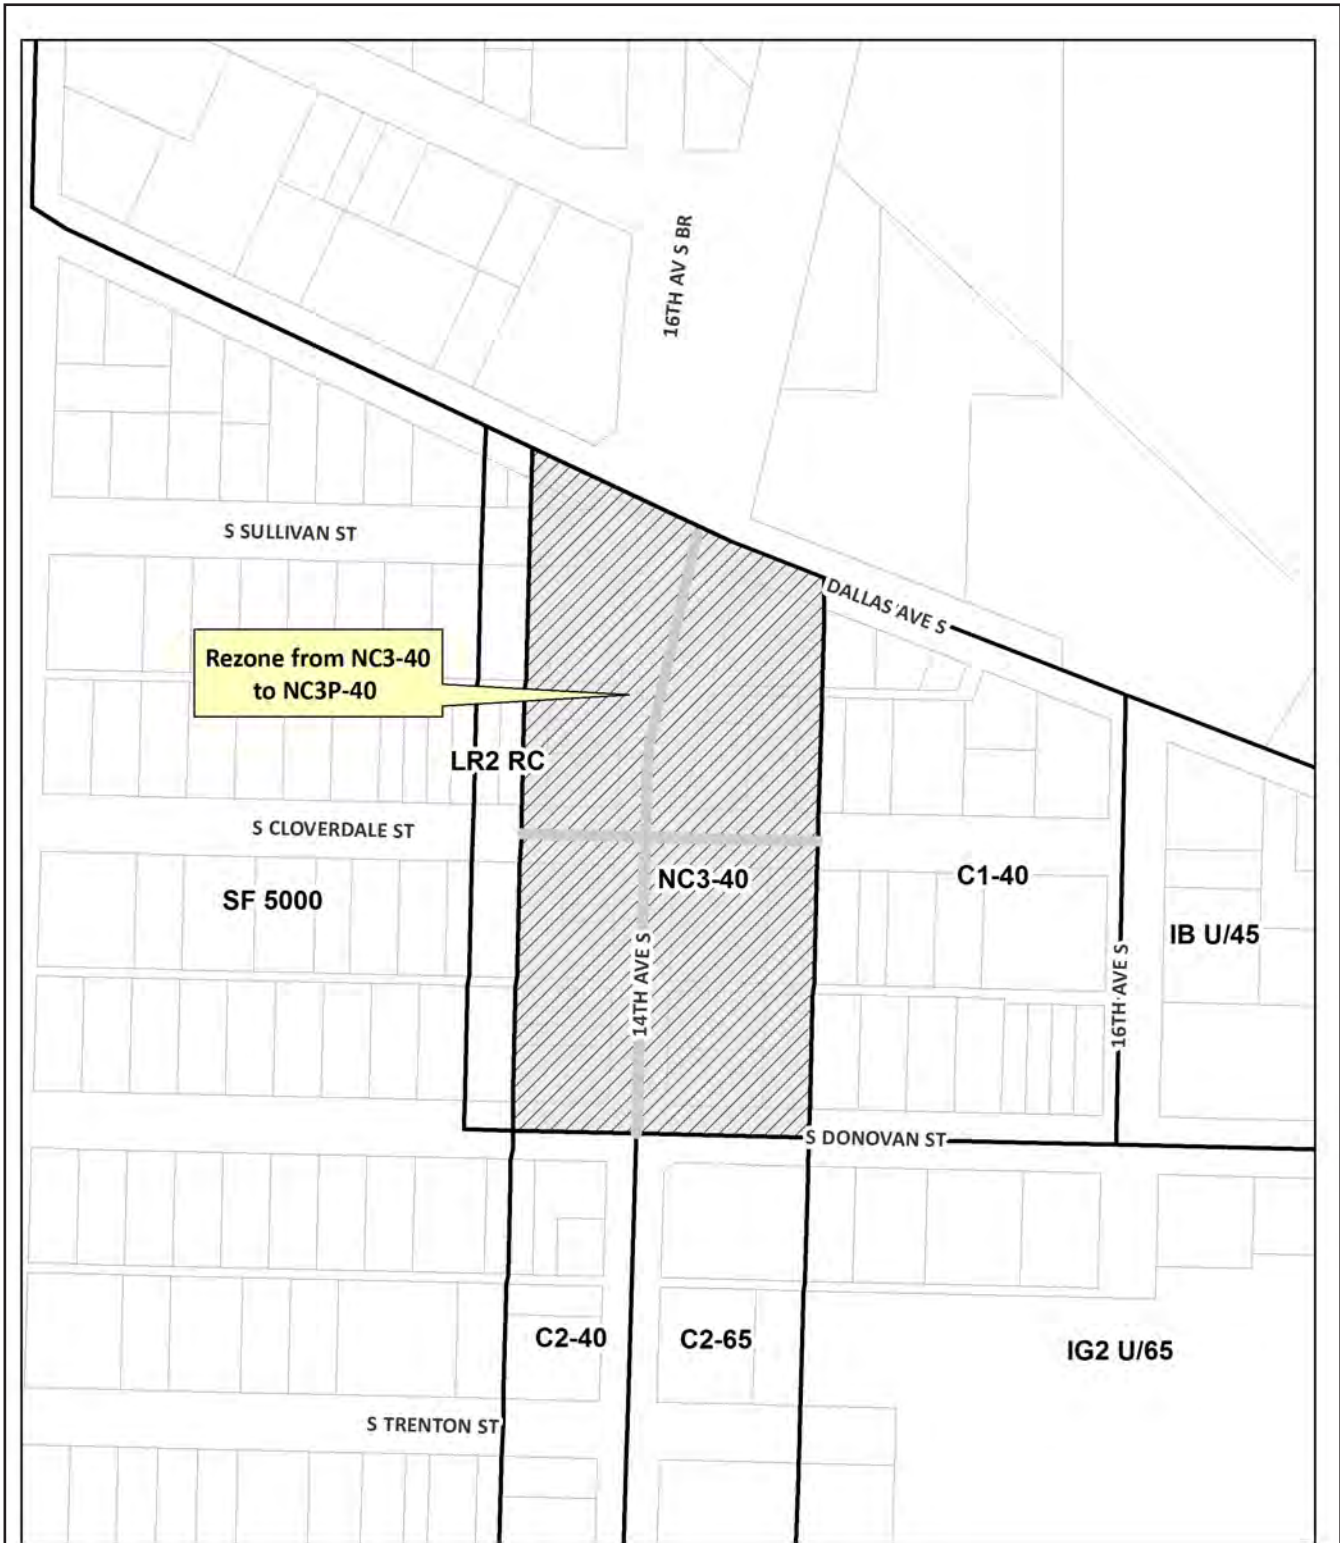 16TH AV S BR
S SULLIVAN ST
DALLAS AVE S
Rezone from NC3-40
to NC3P-40
LR2 RC
S CLOVERDALE ST
NC3-40
C1-40
SF 5000
IB U/45
14TH AVE S
16TH AVE S
S DONOVAN ST
C2-40
C2-65
IG2 U/65
S TRENTON ST